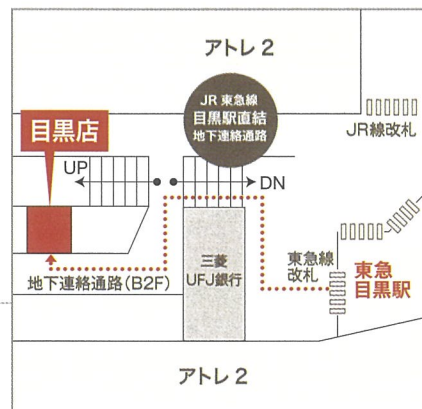 アトレ2
JR 東急線
目黒駅直結
地下連絡通路
JR線改札
目黒店
UP
DN
三菱
UFJ銀行
東急線
改札
東急
目黒駅
地下連絡通路(B2F)
アトレ2